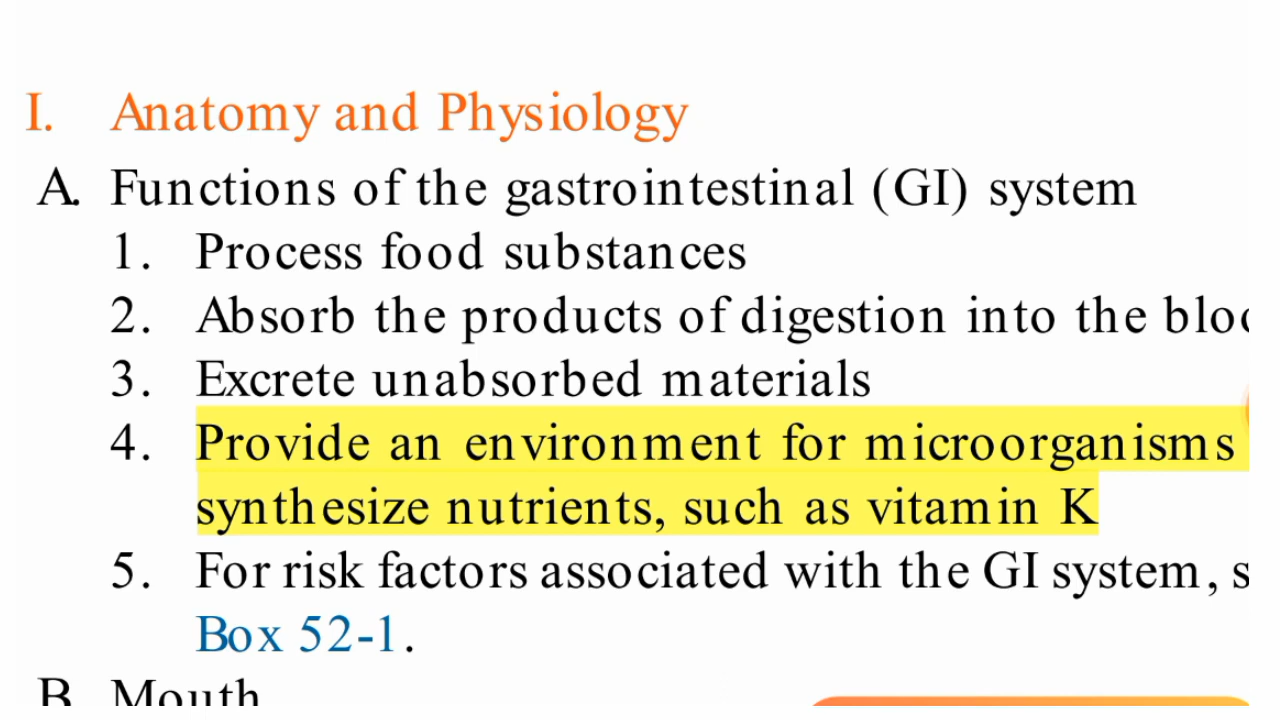 I. Anatomy and Physiology
A. Functions of the gastrointestinal (GI) system
1. Process food substances
2. Absorb the products of digestion into the
3. Excrete unabsorbed materials
4. Provide an environment for microorganisms
synthesize nutrients, such as vitamin K
5. For risk factors associated with the GI system,
Box 52-1.
B. Mouth